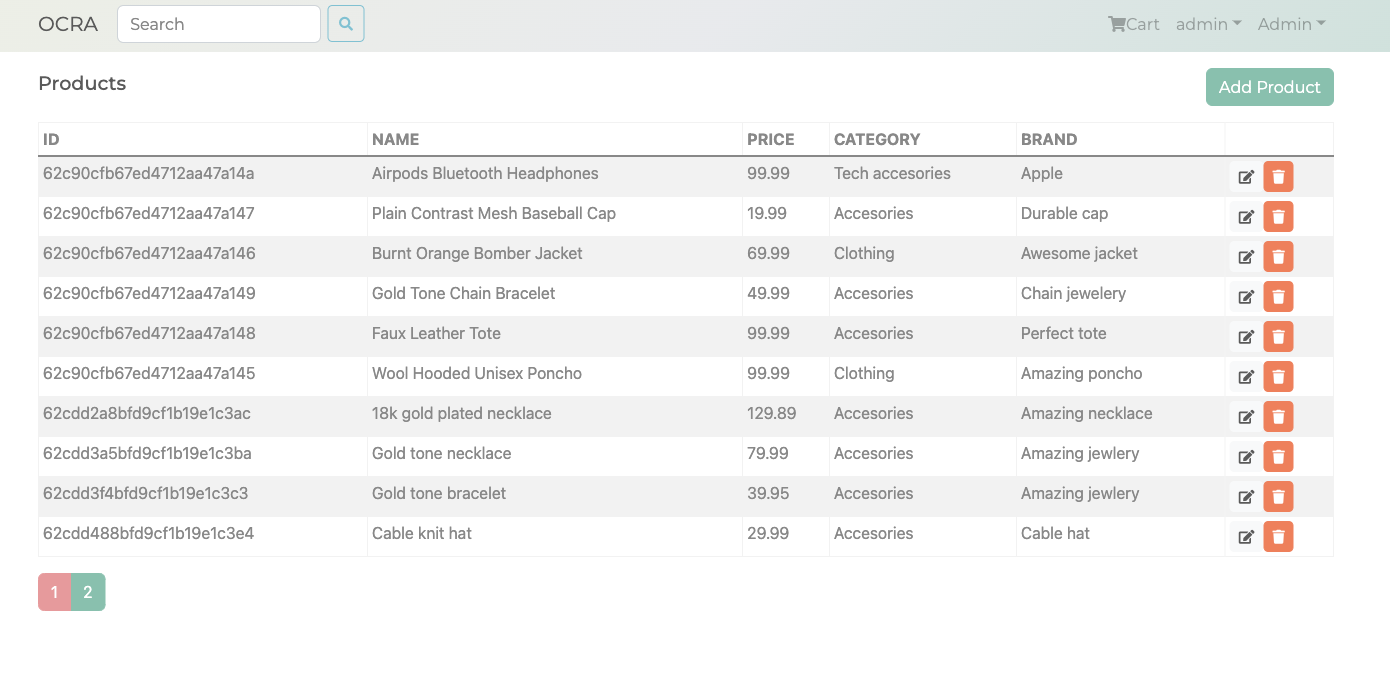 OCRA Search Cart admin Admin
Products Add Product
ID NAME PRICE CATEGORY BRAND
62c90cfb67ed4712aa47a14a Airpods Bluetooth Headphones 99.99 Tech accesories Apple
62c90cfb67ed4712aa47a147 Plain Contrast Mesh Baseball Cap 19.99 Accesories Durable cap
62c90cfb67ed4712aa47a146 Burnt Orange Bomber Jacket 69.99 Clothing Awesome jacket
62c90cfb67ed4712aa47a149 Gold Tone Chain Bracelet 49.99 Accesories Chain jewelery
62c90cfb67ed4712aa47a148 Faux Leather Tote 99.99 Accesories Perfect tote
62c90cfb67ed4712aa47a145 Wool Hooded Unisex Poncho 99.99 Clothing Amazing poncho
62cdd2a8bfd9cf1b19e1c3ac 18k gold plated necklace 129.89 Accesories Amazing necklace
62cdd3a5bfd9cf1b19e1c3ba Gold tone necklace 79.99 Accesories Amazing jewlery
62cdd3f4bfd9cf1b19e1c3c3 Gold tone bracelet 39.95 Accesories Amazing jewlery
62cdd488bfd9cf1b19e1c3e4 Cable knit hat 29.99 Accesories Cable hat
1 2